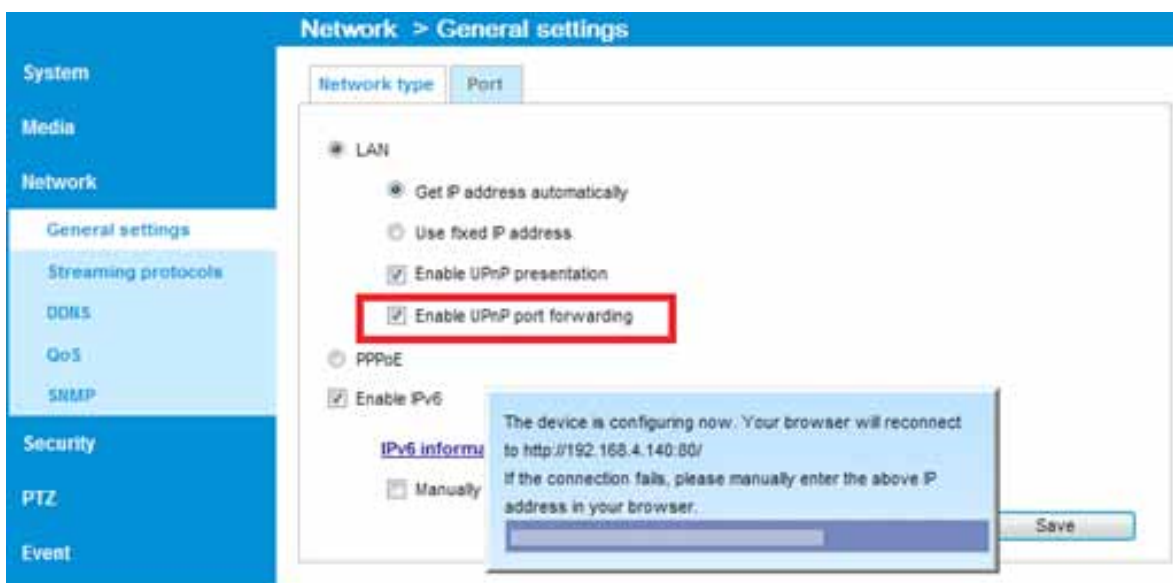 Network > General settings
System
Media
Network
General settings
Streaming protocols
DDNS
QoS
SNMP
Security
PTZ
Event
Network type
Port
LAN
Get IP address automatically
Use fixed IP address
Enable UPnP presentation
Enable UPnP port forwarding
PPPoE
Enable IPv6
IPv6 informa
Manually
The device is configuring now. Your browser will reconnect
to http://192.168.4.140:80/
If the connection fails, please manually enter the above IP
address in your browser.
Save